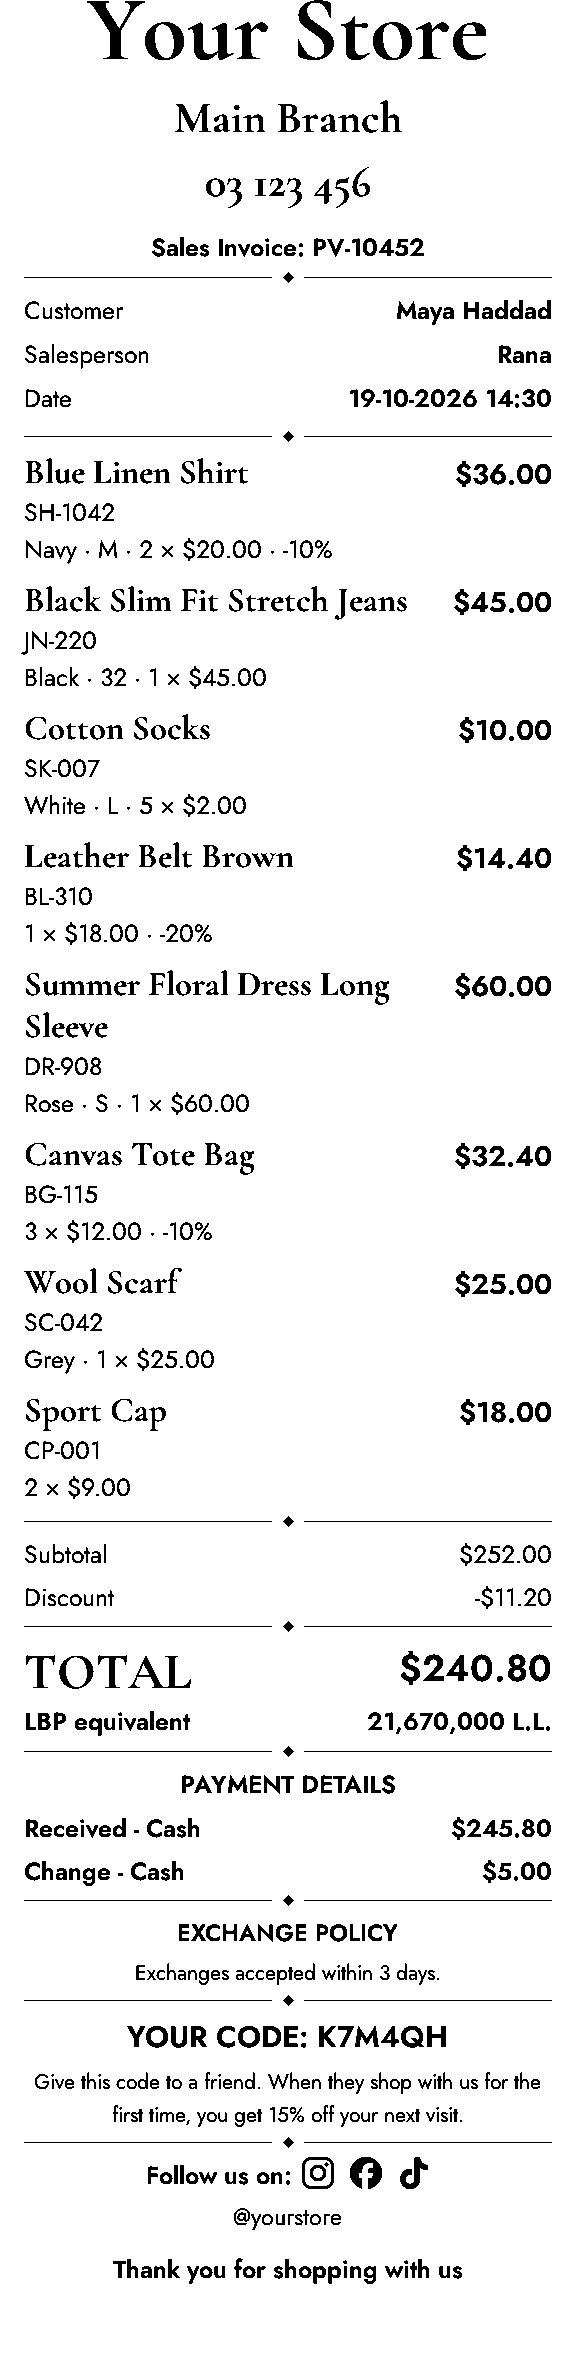 Your Store
Main Branch
03 123 456
Sales Invoice: PV-10452
Customer Maya Haddad
Salesperson Rana
Date 19-10-2026 14:30
Blue Linen Shirt $36.00
SH-1042
Navy · M · 2 × $20.00 · -10%
Black Slim Fit Stretch Jeans $45.00
JN-220
Black · 32 · 1 × $45.00
Cotton Socks $10.00
SK-007
White · L · 5 × $2.00
Leather Belt Brown $14.40
BL-310
1 × $18.00 · -20%
Summer Floral Dress Long $60.00
Sleeve
DR-908
Rose · S · 1 × $60.00
Canvas Tote Bag $32.40
BG-115
3 × $12.00 · -10%
Wool Scarf $25.00
SC-042
Grey · 1 × $25.00
Sport Cap $18.00
CP-001
2 × $9.00
Subtotal $252.00
Discount -$11.20
TOTAL $240.80
LBP equivalent 21,670,000 L.L.
PAYMENT DETAILS
Received - Cash $245.80
Change - Cash $5.00
EXCHANGE POLICY
Exchanges accepted within 3 days.
YOUR CODE: K7M4QH
Give this code to a friend. When they shop with us for the
first time, you get 15% off your next visit.
Follow us on:
@yourstore
Thank you for shopping with us